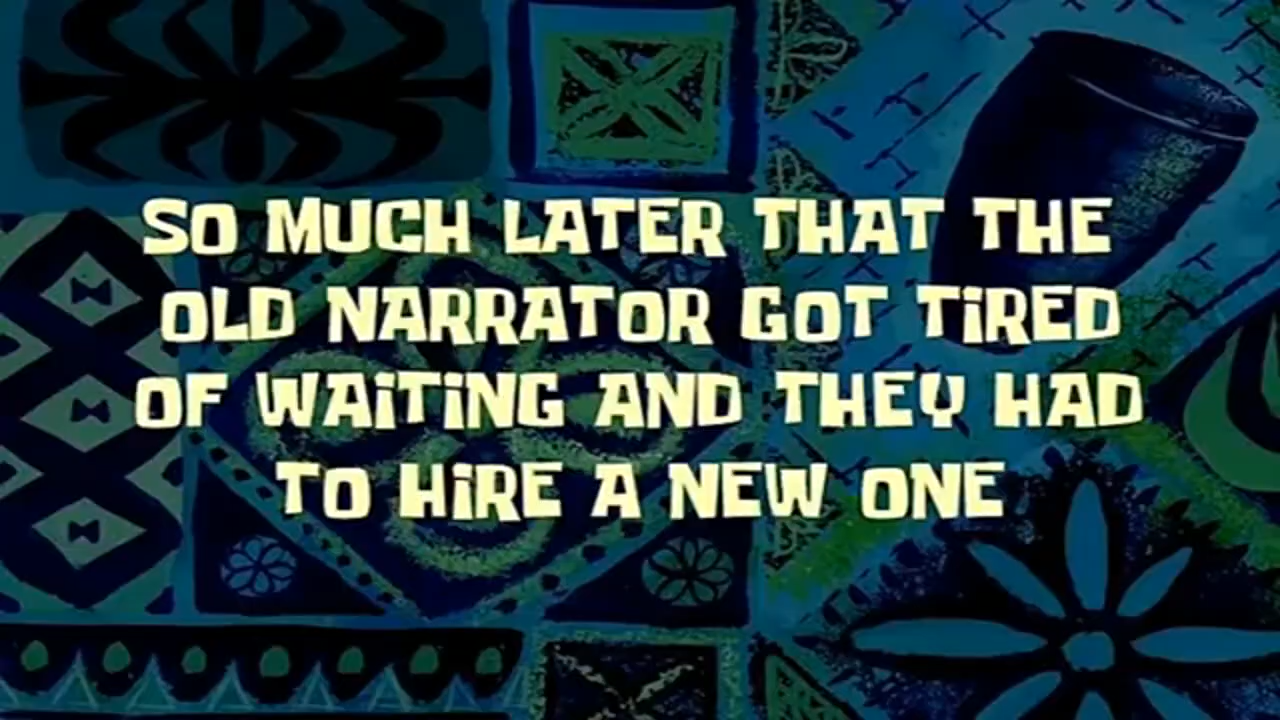 SO MUCH LATER THAT THE
OLD NARRATOR GOT TiRED
OF WAiTiNG AND THEY HAD
TO HiRE A NEW ONE